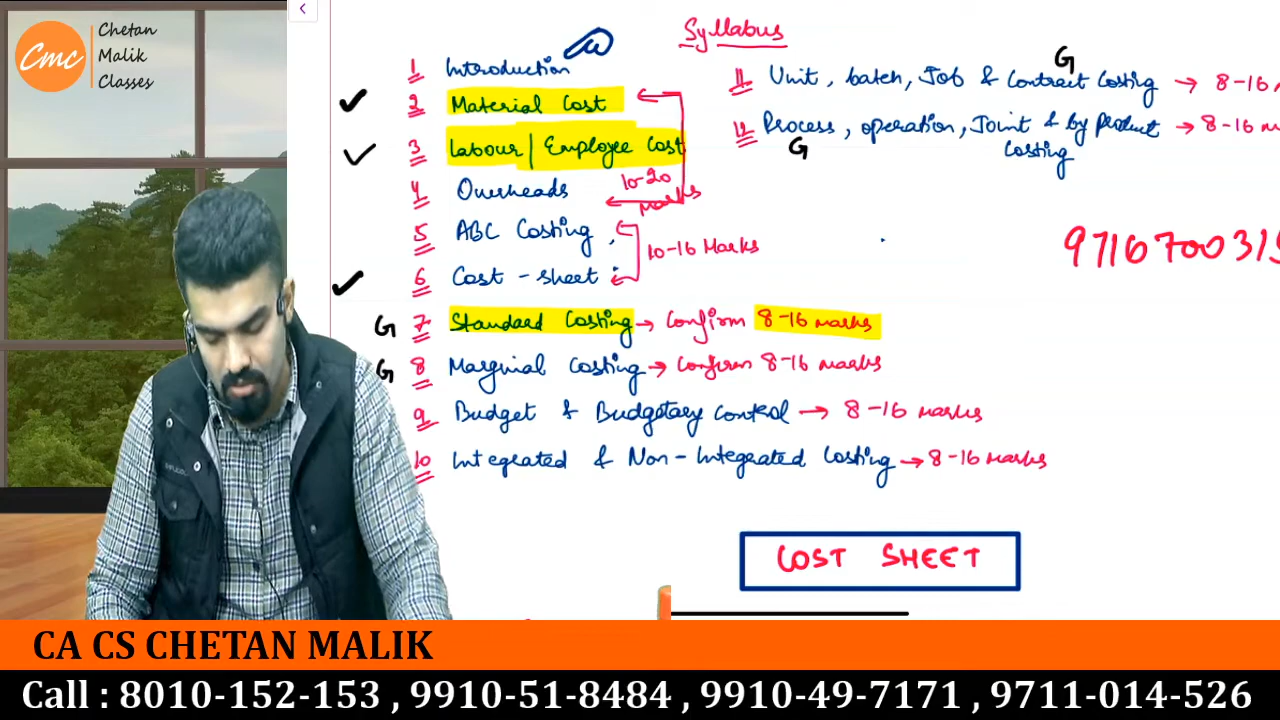 Cmc
Chetan
Malik
Classes
Syllabus
1 Introduction
2 Material Cost
3 Labour / Employee Cost
4 Overheads
10-20
marks
5 ABC Costing
6 Cost - sheet
10-16 Marks
G 7 Standard Costing → Confirm 8-16 marks
G 8 Marginal Costing → Confirm 8-16 marks
9 Budget & Budgetary control → 8-16 marks
10 Integrated & Non-Integrated Costing → 8-16 marks
G
11 Unit, batch, Job & Contract Costing → 8-16
12 Process, operation, Joint & by product → 8-16
G
Costing
COST SHEET
CA CS CHETAN MALIK
Call : 8010-152-153 , 9910-51-8484 , 9910-49-7171 , 9711-014-526